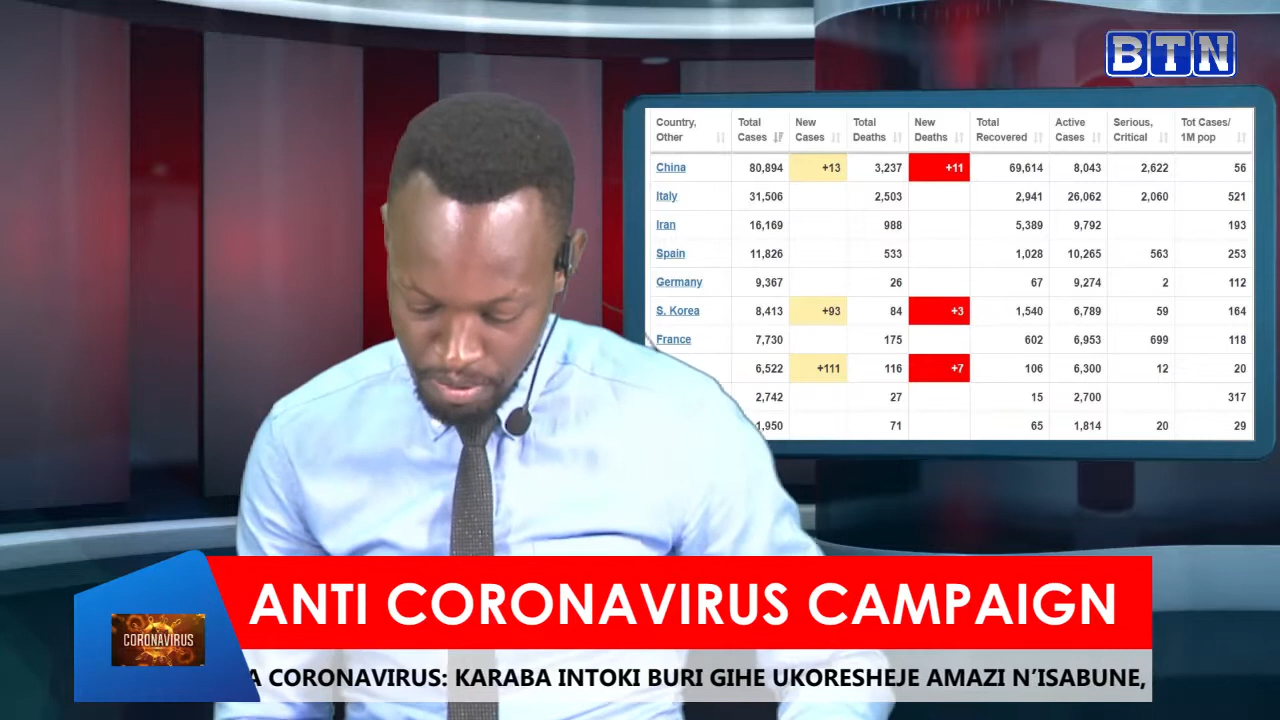 BTN
Country, Other Total Cases New Cases Total Deaths New Deaths Total Recovered Active Cases Serious, Critical Tot Cases/ 1M pop
China 80,894 +13 3,237 +11 69,614 8,043 2,622 56
Italy 31,506 2,503 2,941 26,062 2,060 521
Iran 16,169 988 5,389 9,792 193
Spain 11,826 533 1,028 10,265 563 253
Germany 9,367 26 67 9,274 2 112
S. Korea 8,413 +93 84 +3 1,540 6,789 59 164
France 7,730 175 602 6,953 699 118
6,522 +111 116 +7 106 6,300 12 20
2,742 27 15 2,700 317
1,950 71 65 1,814 20 29
ANTI CORONAVIRUS CAMPAIGN
CORONAVIRUS
A CORONAVIRUS: KARABA INTOKI BURI GIHE UKORESHEJE AMAZI N’ISABUNE,